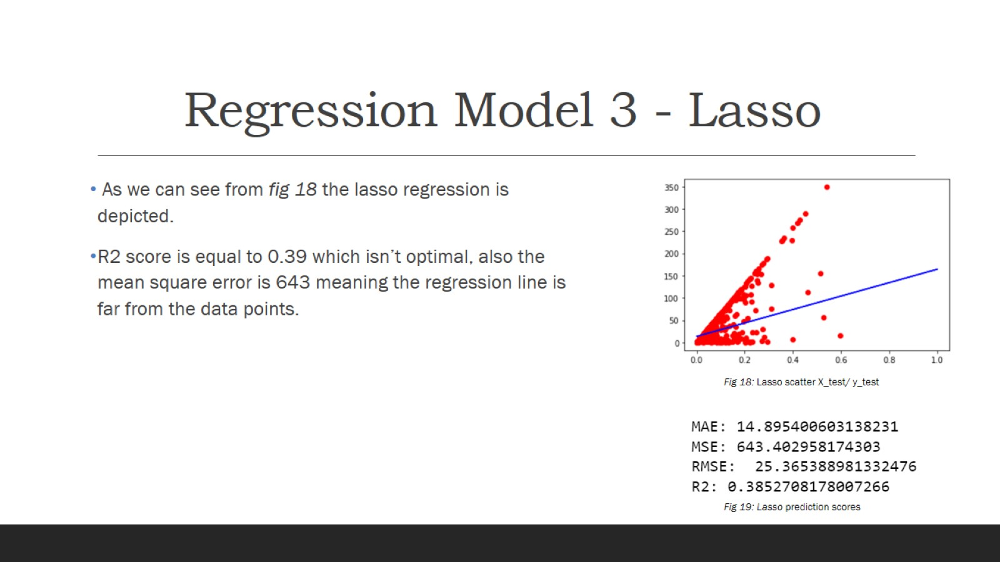 Regression Model 3 - Lasso
• As we can see from fig 18 the lasso regression is
depicted.
•R2 score is equal to 0.39 which isn’t optimal, also the
mean square error is 643 meaning the regression line is
far from the data points.
350
300
250
200
150
100
50
0
0.0 0.2 0.4 0.6 0.8 1.0
Fig 18: Lasso scatter X_test/ y_test
MAE: 14.895400603138231
MSE: 643.402958174303
RMSE:  25.365388981332476
R2: 0.3852708178007266
Fig 19: Lasso prediction scores